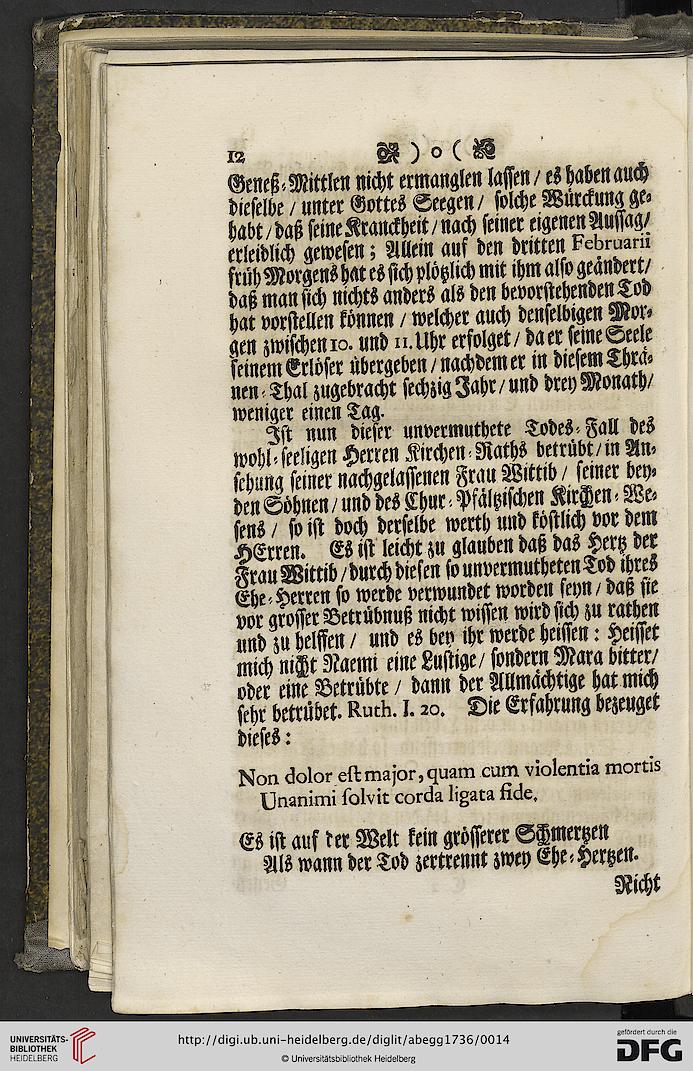 12 ) o (
Geneß-Mittlen nicht ermanglen lassen / es haben auch
dieselbe / unter Gottes Seegen / solche Würckung ge-
habt / daß seine Kranckheit / nach seiner eigenen Aussag /
erleidlich gewesen ; Allein auf den dritten Februarii
früh Morgens hat es sich plötzlich mit ihm also geändert /
daß man sich nichts anders als den bevorstehenden Tod
hat vorstellen können / welcher auch denselbigen Mor-
gen zwischen 10. und 11. Uhr erfolget / da er seine Seele
seinem Erlöser übergeben / nachdem er in diesem Thrä-
nen-Thal zugebracht sechzig Jahr / und drey Monath /
weniger einen Tag.
Ist nun dieser unvermuthete Todes-Fall des
wohl-seeligen Herren Kirchen-Raths betrübt / in An-
sehung seiner nachgelassenen Frau Wittib / seiner bey-
den Söhnen / und des Chur-Pfältzischen Kirchen-We-
sens / so ist doch derselbe werth und köstlich vor dem
HErren. Es ist leicht zu glauben daß das Hertz der
Frau Wittib / durch diesen so unvermutheten Tod ihres
Ehe-Herren so werde verwundet worden seyn / daß sie
vor grosser Betrübnuß nicht wissen wird sich zu rathen
und zu helffen / und es bey ihr werde heissen : Heisset
mich nicht Naemi eine Lustige / sondern Mara bitter /
oder eine Betrübte / dann der Allmächtige hat mich
sehr betrübet. Ruth. I. 20. Die Erfahrung bezeuget
dieses :
Non dolor est major, quam cum violentia mortis
Unanimi solvit corda ligata fide.
Es ist auf der Welt kein grösserer Schmertzen
Als wann der Tod zertrennt zwey Ehe-Hertzen.
Nicht
UNIVERSITÄTS-
BIBLIOTHEK
HEIDELBERG
http://digi.ub.uni-heidelberg.de/diglit/abegg1736/0014
© Universitätsbibliothek Heidelberg
gefördert durch die
DFG